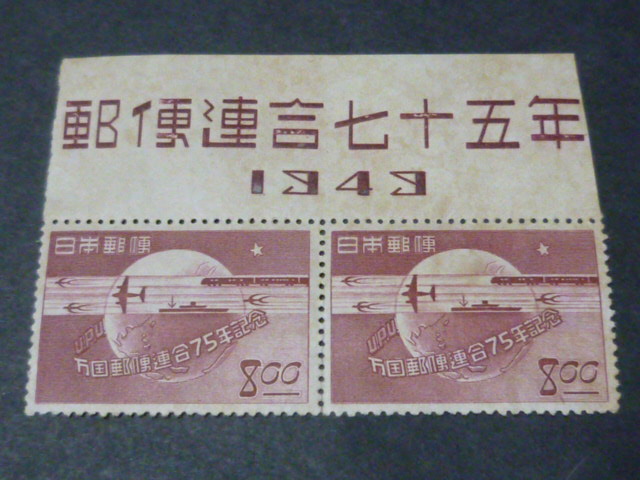 郵便連合七十五年
1949
日本郵便
UPU
万国郵便連合75年記念
8.00
日本郵便
UPU
万国郵便連合75年記念
8.00